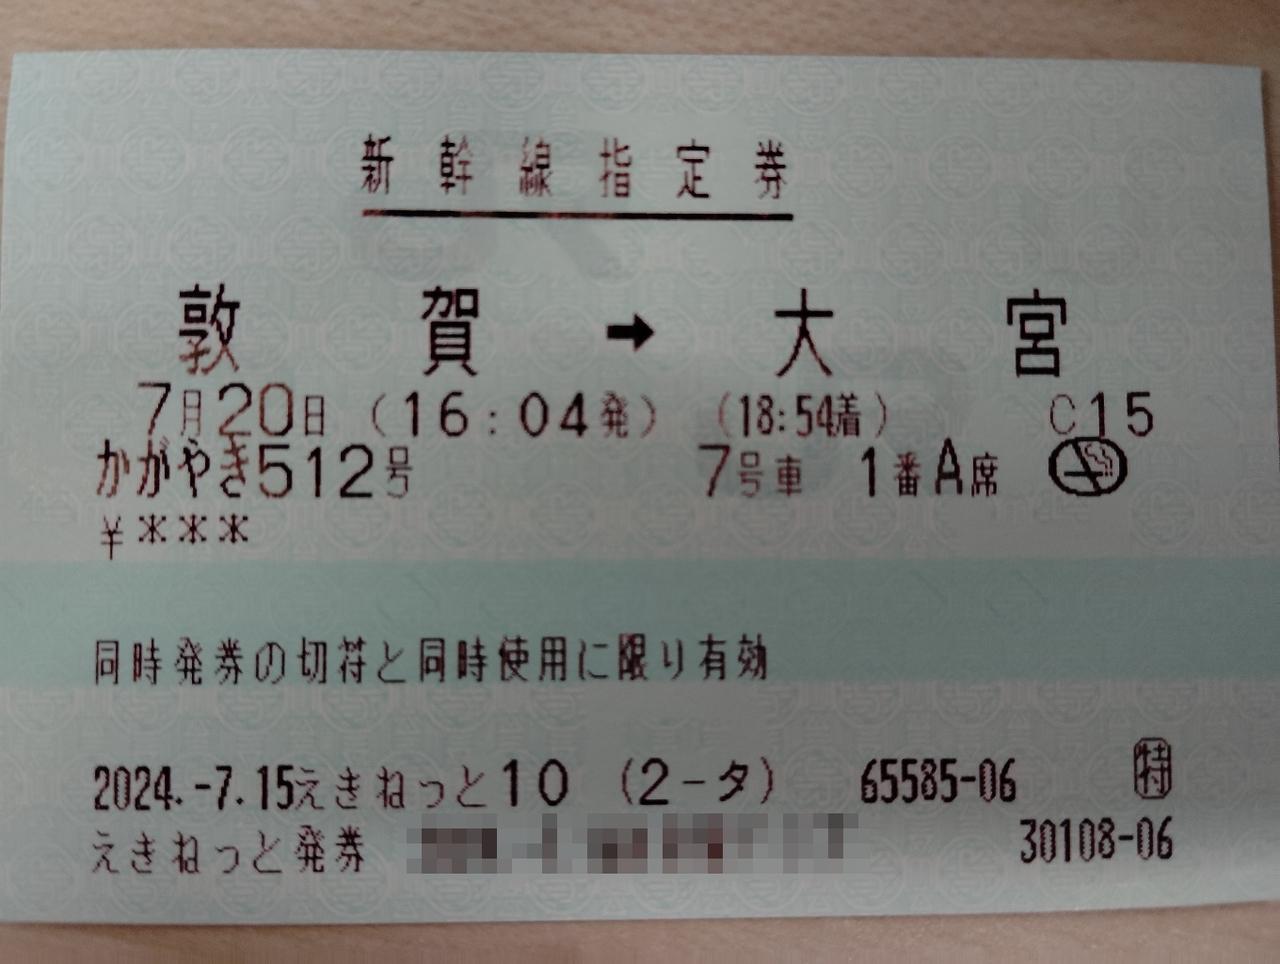 新幹線指定券
敦賀➡大宮
7月20日（16:04発）（18:54着）C15
かがやき512号 7号車 1番A席
¥***
同時発券の切符と同時使用に限り有効
2024.-7.15えきねっと10（2-タ）65585-06 特
えきねっと発券 30108-06